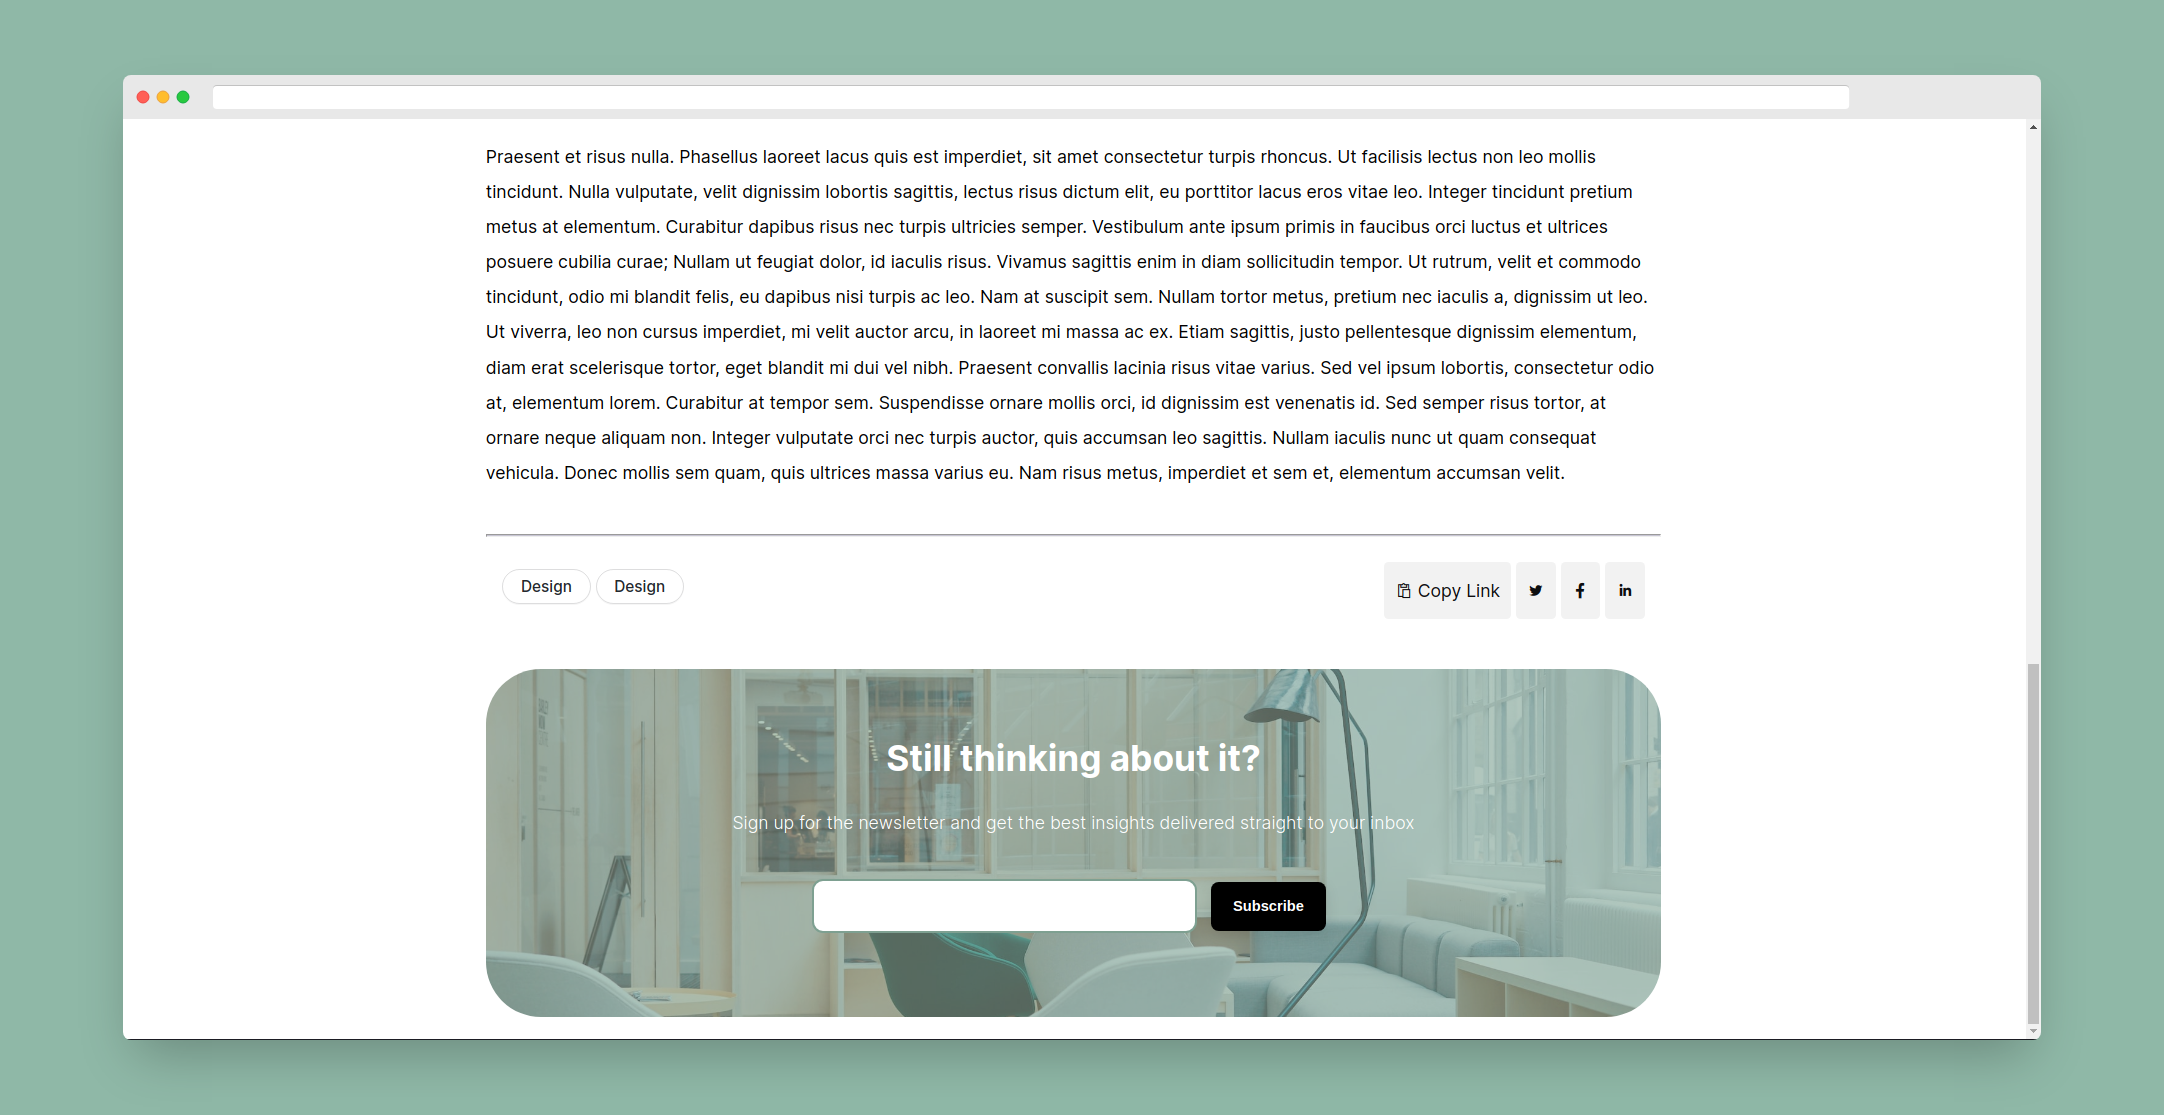 Praesent et risus nulla. Phasellus laoreet lacus quis est imperdiet, sit amet consectetur turpis rhoncus. Ut facilisis lectus non leo mollis
tincidunt. Nulla vulputate, velit dignissim lobortis sagittis, lectus risus dictum elit, eu porttitor lacus eros vitae leo. Integer tincidunt pretium
metus at elementum. Curabitur dapibus risus nec turpis ultricies semper. Vestibulum ante ipsum primis in faucibus orci luctus et ultrices
posuere cubilia curae; Nullam ut feugiat dolor, id iaculis risus. Vivamus sagittis enim in diam sollicitudin tempor. Ut rutrum, velit et commodo
tincidunt, odio mi blandit felis, eu dapibus nisi turpis ac leo. Nam at suscipit sem. Nullam tortor metus, pretium nec iaculis a, dignissim ut leo.
Ut viverra, leo non cursus imperdiet, mi velit auctor arcu, in laoreet mi massa ac ex. Etiam sagittis, justo pellentesque dignissim elementum,
diam erat scelerisque tortor, eget blandit mi dui vel nibh. Praesent convallis lacinia risus vitae varius. Sed vel ipsum lobortis, consectetur odio
at, elementum lorem. Curabitur at tempor sem. Suspendisse ornare mollis orci, id dignissim est venenatis id. Sed semper risus tortor, at
ornare neque aliquam non. Integer vulputate orci nec turpis auctor, quis accumsan leo sagittis. Nullam iaculis nunc ut quam consequat
vehicula. Donec mollis sem quam, quis ultrices massa varius eu. Nam risus metus, imperdiet et sem et, elementum accumsan velit.
Design Design Copy Link
Still thinking about it?
Sign up for the newsletter and get the best insights delivered straight to your inbox
Subscribe